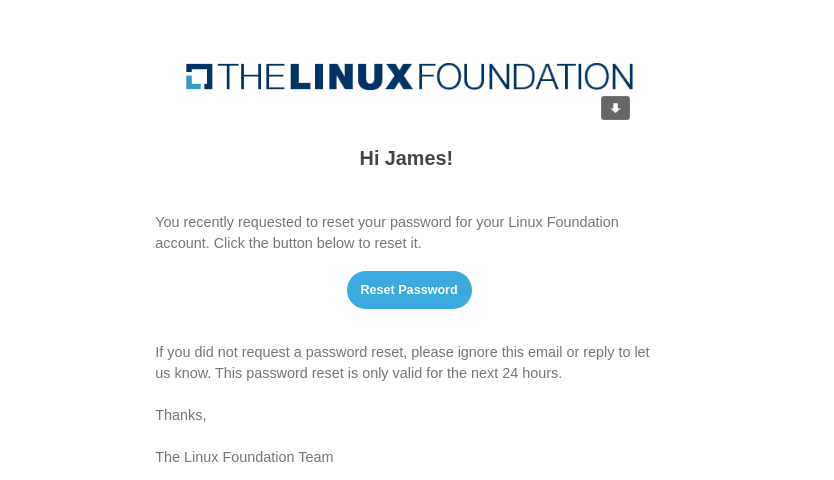 THE LINUX FOUNDATION
Hi James!
You recently requested to reset your password for your Linux Foundation
account. Click the button below to reset it.
Reset Password
If you did not request a password reset, please ignore this email or reply to let
us know. This password reset is only valid for the next 24 hours.
Thanks,
The Linux Foundation Team